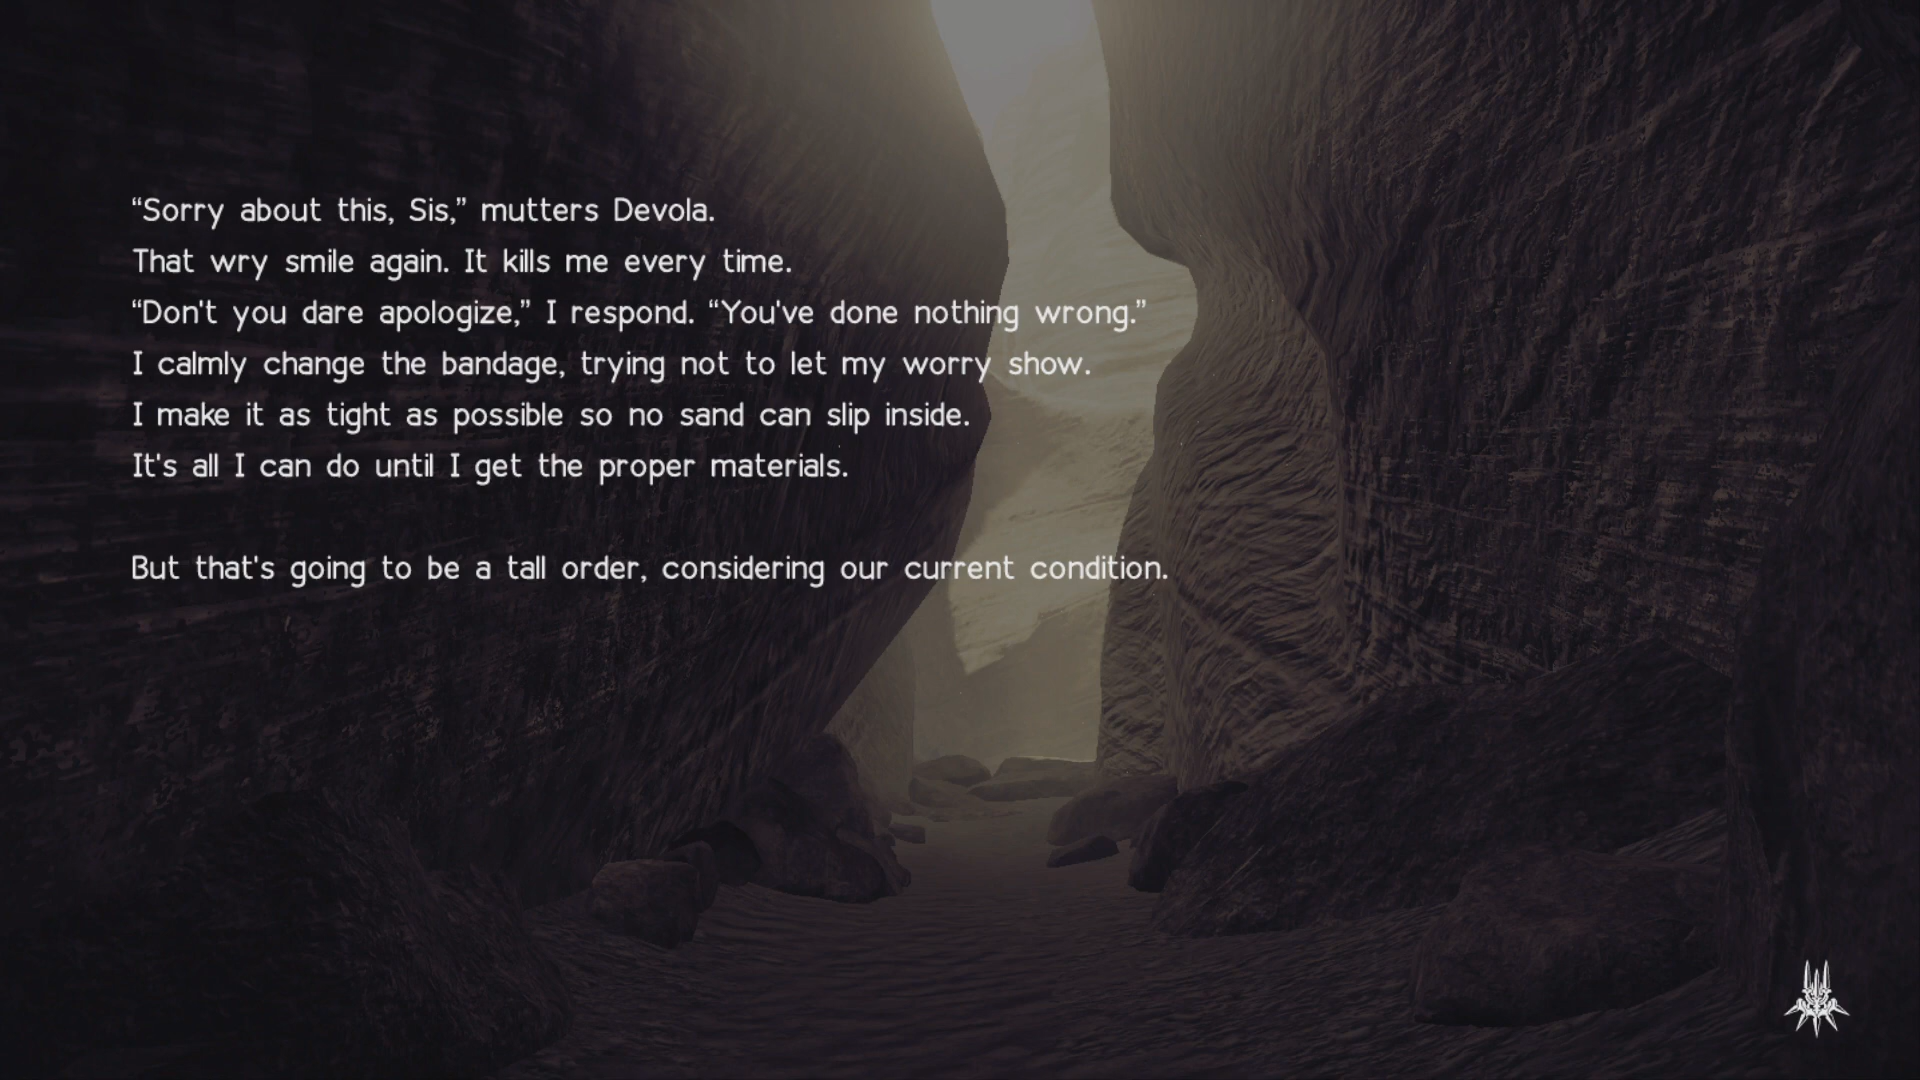 “Sorry about this, Sis,” mutters Devola.
That wry smile again. It kills me every time.
“Don't you dare apologize,” I respond. “You've done nothing wrong.”
I calmly change the bandage, trying not to let my worry show.
I make it as tight as possible so no sand can slip inside.
It's all I can do until I get the proper materials.
But that's going to be a tall order, considering our current condition.